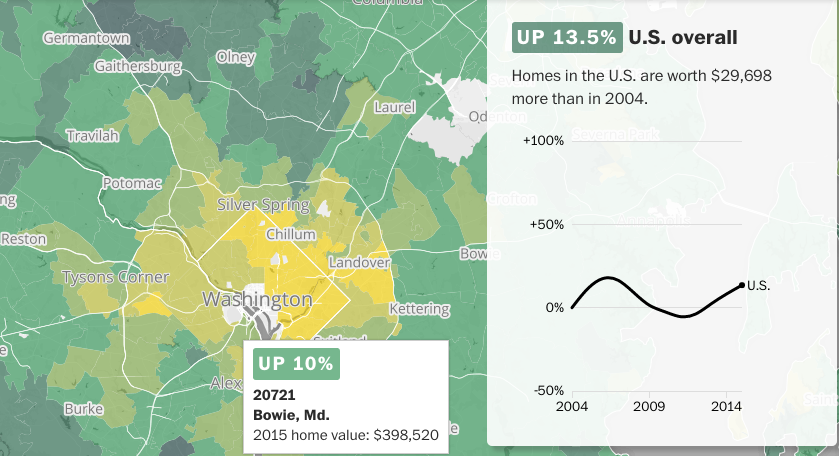 Columbia
Germantown
Gaithersburg
Olney
Laurel
Odenton
Travilah
Potomac
Silver Spring
Chillum
Reston
Tysons Corner
Landover
Bowie
Washington
Kettering
Suitland
Alex
Burke
UP 10%
20721
Bowie, Md.
2015 home value: $398,520
UP 13.5% U.S. overall
Homes in the U.S. are worth $29,698
more than in 2004.
+100%
Severna Park
+50%
Crofton
0%
U.S.
-50%
2004
2009
2014